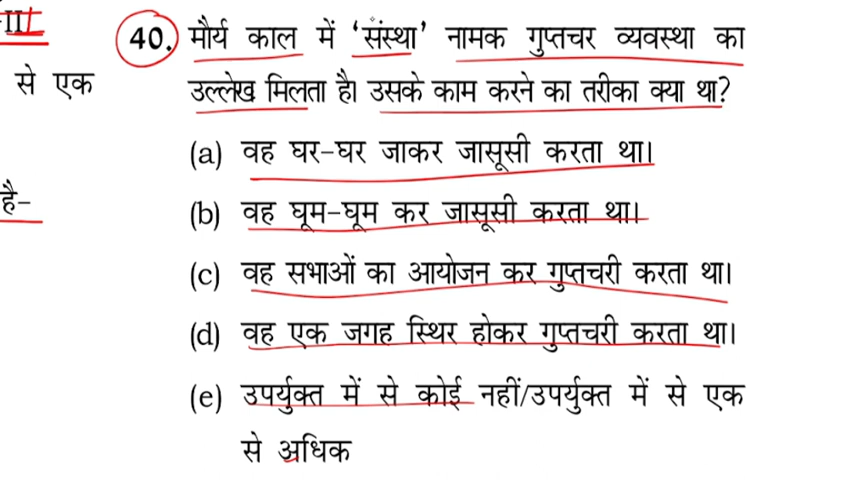 -III
से एक
है-
40. मौर्य काल में ‘संस्था’ नामक गुप्तचर व्यवस्था का
उल्लेख मिलता है। उसके काम करने का तरीका क्या था?
(a) वह घर-घर जाकर जासूसी करता था।
(b) वह घूम-घूम कर जासूसी करता था।
(c) वह सभाओं का आयोजन कर गुप्तचरी करता था।
(d) वह एक जगह स्थिर होकर गुप्तचरी करता था।
(e) उपर्युक्त में से कोई नहीं/उपर्युक्त में से एक
से अधिक